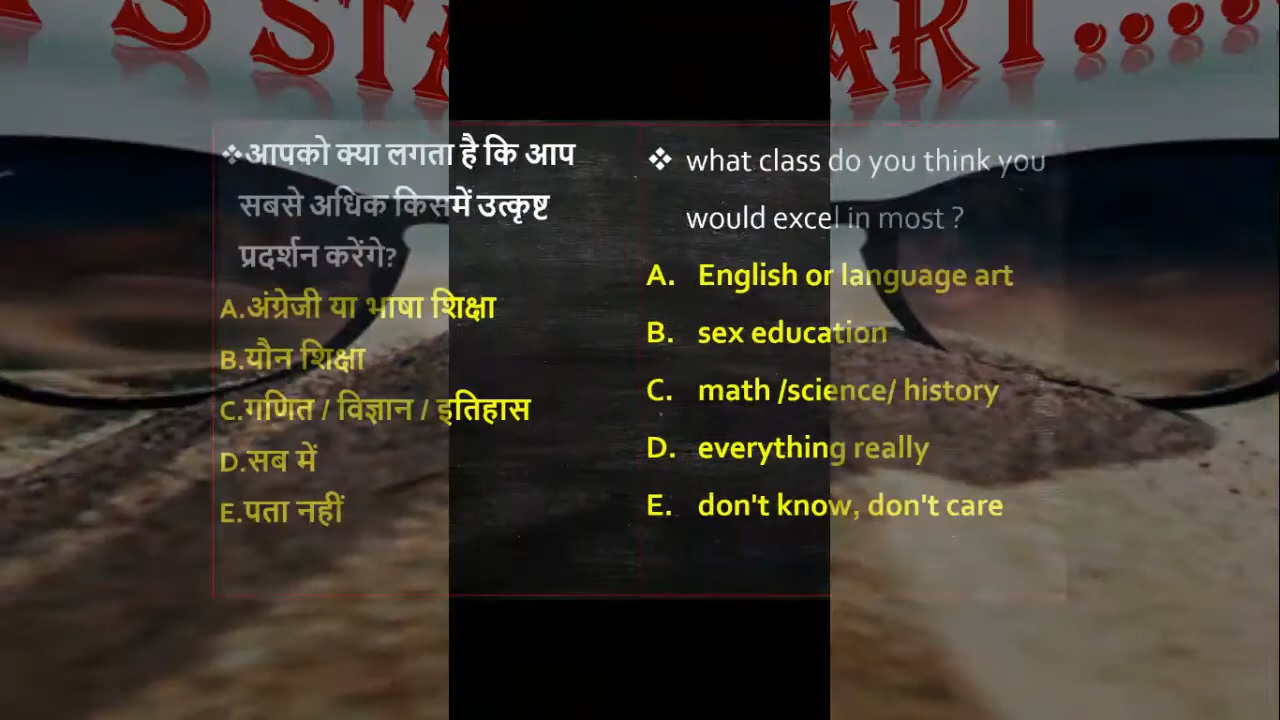 STA ART....
❖आपको क्या लगता है कि आप
सबसे अधिक किसमें उत्कृष्ट
प्रदर्शन करेंगे?
A.अंग्रेजी या भाषा शिक्षा
B.यौन शिक्षा
C.गणित / विज्ञान / इतिहास
D.सब में
E.पता नहीं
❖ what class do you think you
would excel in most ?
A. English or language art
B. sex education
C. math /science/ history
D. everything really
E. don't know, don't care